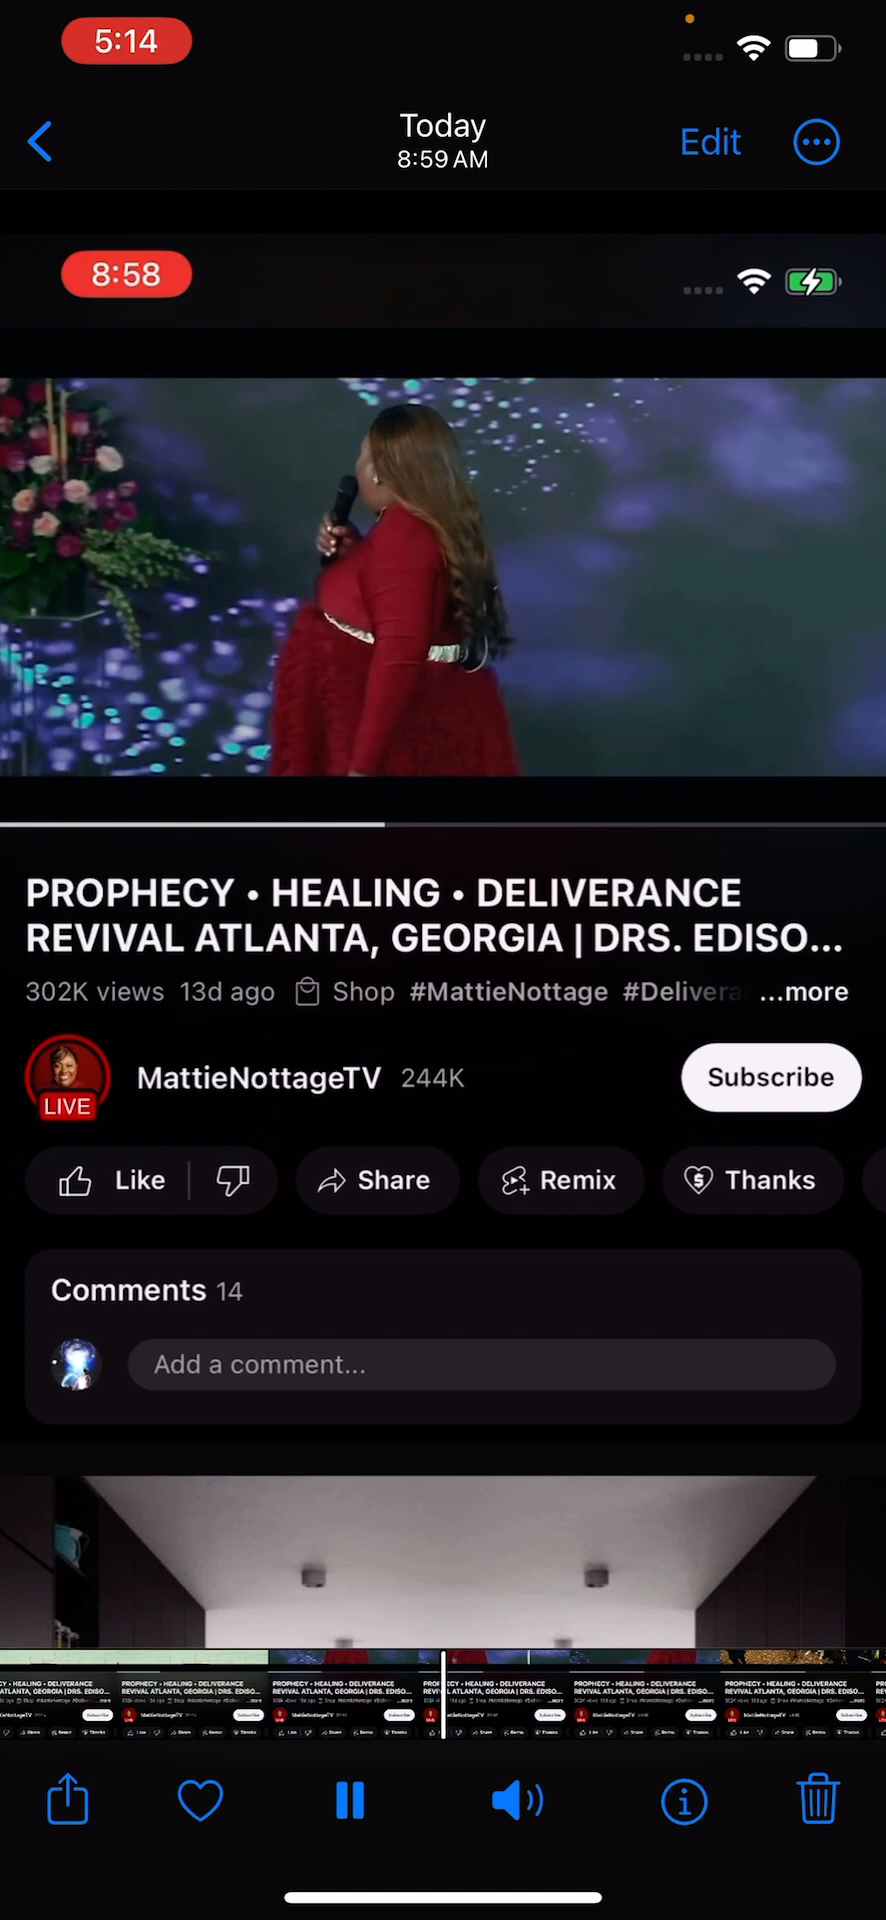 5:14
Today
8:59 AM
Edit
8:58
PROPHECY • HEALING • DELIVERANCE
REVIVAL ATLANTA, GEORGIA | DRS. EDISO...
302K views 13d ago Shop #MattieNottage #Delivera ...more
LIVE
MattieNottageTV 244K
Subscribe
Like
Share
Remix
Thanks
Comments 14
Add a comment...